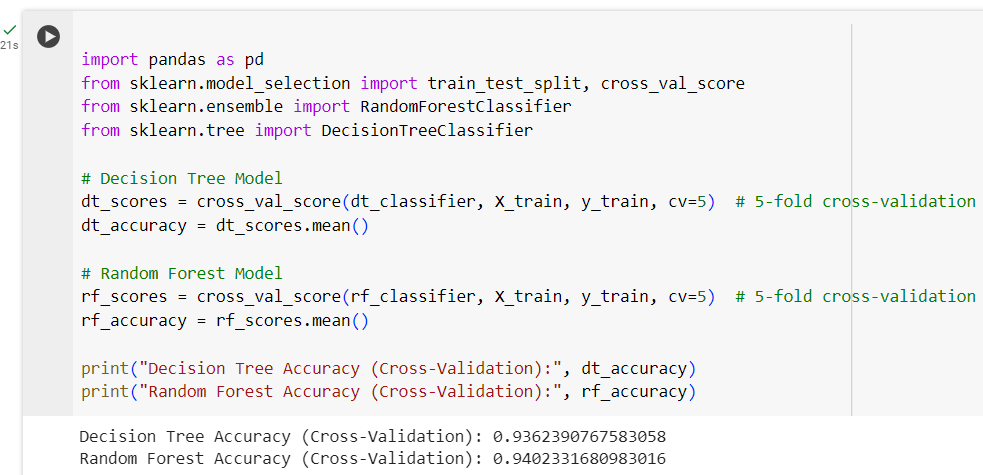 21s
import pandas as pd
from sklearn.model_selection import train_test_split, cross_val_score
from sklearn.ensemble import RandomForestClassifier
from sklearn.tree import DecisionTreeClassifier
# Decision Tree Model
dt_scores = cross_val_score(dt_classifier, X_train, y_train, cv=5)  # 5-fold cross-validation
dt_accuracy = dt_scores.mean()
# Random Forest Model
rf_scores = cross_val_score(rf_classifier, X_train, y_train, cv=5)  # 5-fold cross-validation
rf_accuracy = rf_scores.mean()
print("Decision Tree Accuracy (Cross-Validation):", dt_accuracy)
print("Random Forest Accuracy (Cross-Validation):", rf_accuracy)
Decision Tree Accuracy (Cross-Validation): 0.9362390767583058
Random Forest Accuracy (Cross-Validation): 0.9402331680983016